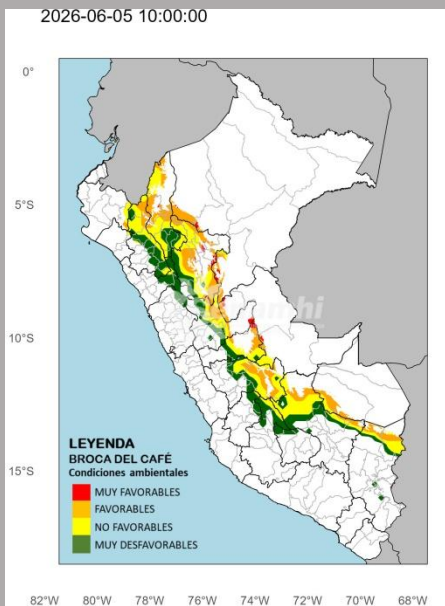 2026-06-05 10:00:00
0°
5°S
10°S
15°S
senamhi
LEYENDA
BROCA DEL CAFÉ
Condiciones ambientales
MUY FAVORABLES
FAVORABLES
NO FAVORABLES
MUY DESFAVORABLES
82°W 80°W 78°W 76°W 74°W 72°W 70°W 68°W